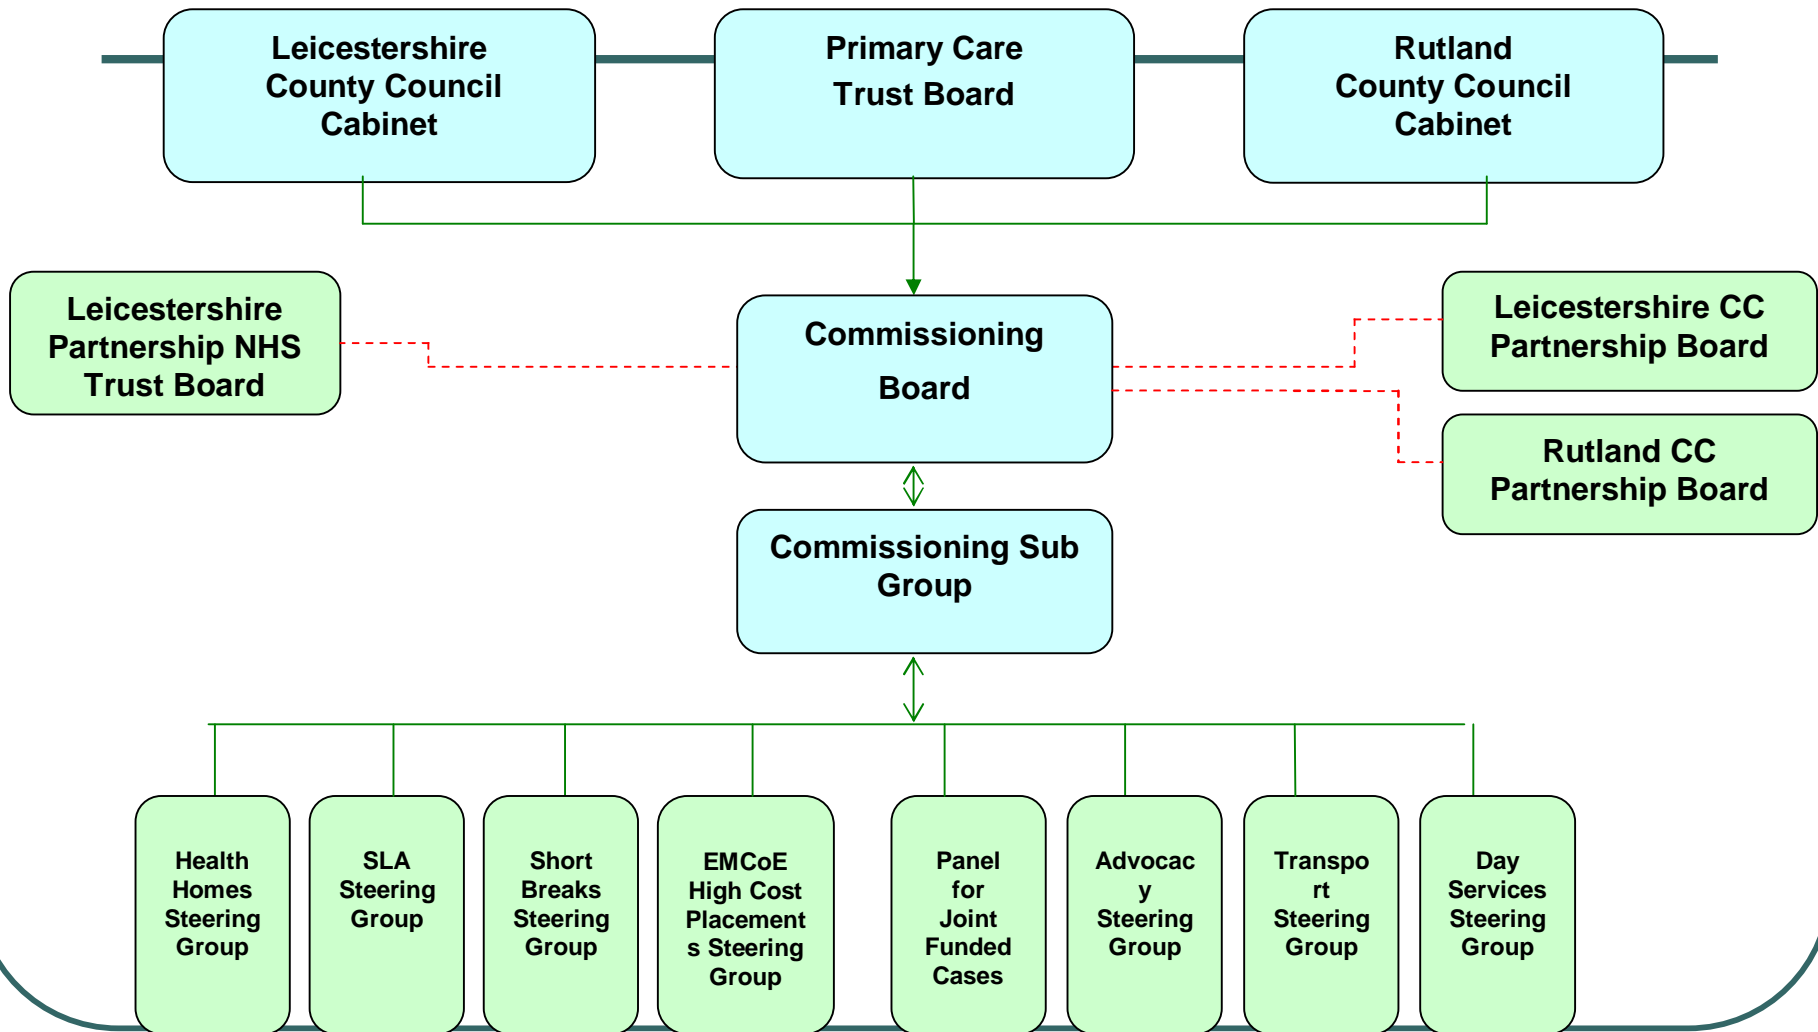 Leicestershire
County Council
Cabinet
Primary Care
Trust Board
Rutland
County Council
Cabinet
Leicestershire
Partnership NHS
Trust Board
Commissioning
Board
Leicestershire CC
Partnership Board
Rutland CC
Partnership Board
Commissioning Sub
Group
Health
Homes
Steering
Group
SLA
Steering
Group
Short
Breaks
Steering
Group
EMCoE
High Cost
Placement
s Steering
Group
Panel
for
Joint
Funded
Cases
Advocac
y
Steering
Group
Transpo
rt
Steering
Group
Day
Services
Steering
Group